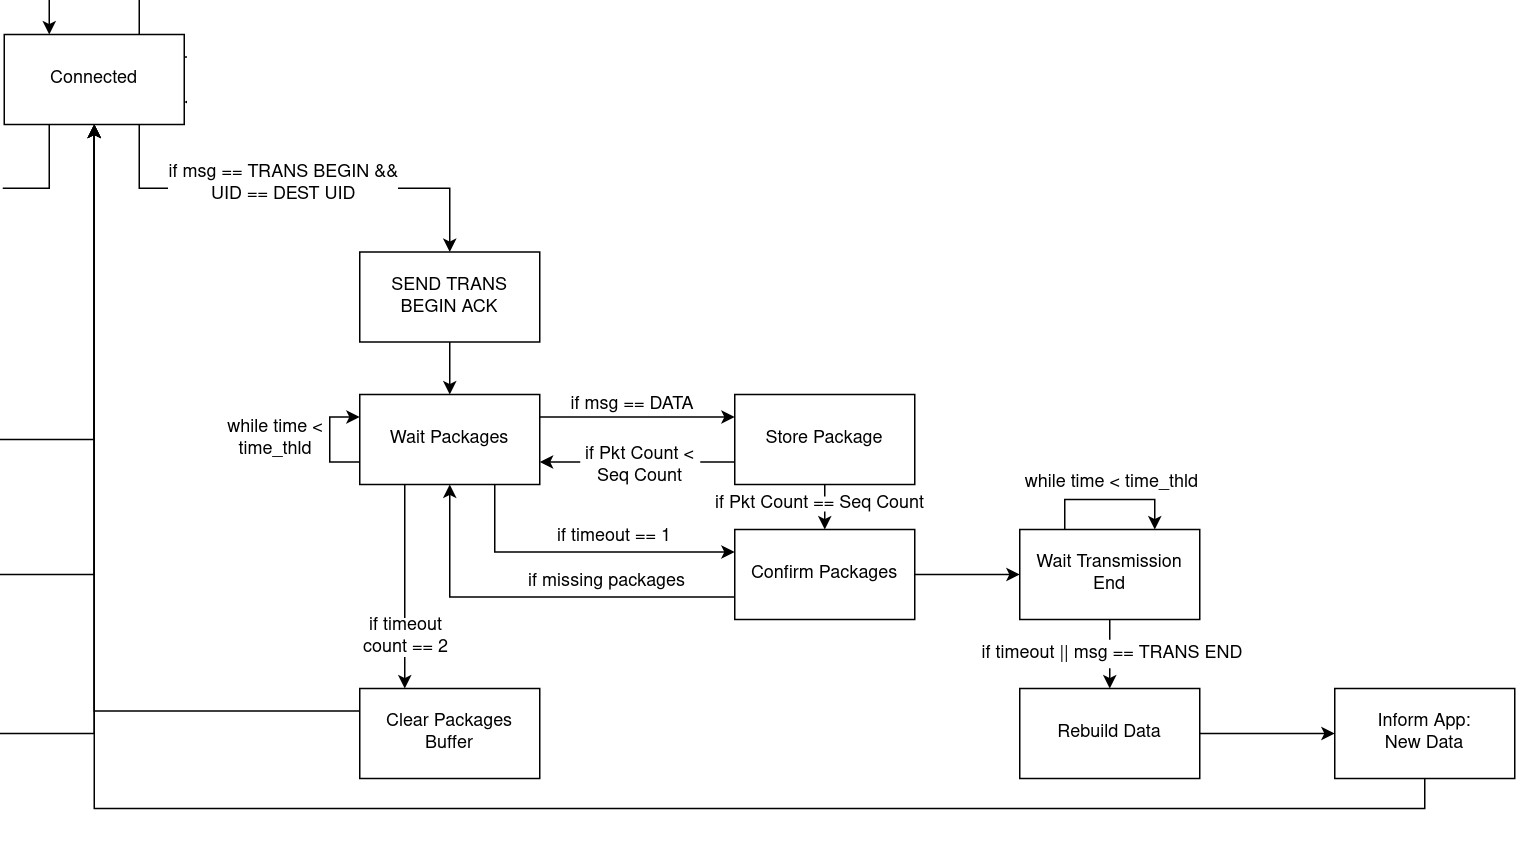 Connected
if msg == TRANS BEGIN &&
UID == DEST UID
SEND TRANS
BEGIN ACK
while time <
time_thld
Wait Packages
if msg == DATA
if Pkt Count <
Seq Count
Store Package
if Pkt Count == Seq Count
while time < time_thld
if timeout == 1
if missing packages
Confirm Packages
Wait Transmission
End
if timeout
count == 2
if timeout || msg == TRANS END
Clear Packages
Buffer
Rebuild Data
Inform App:
New Data